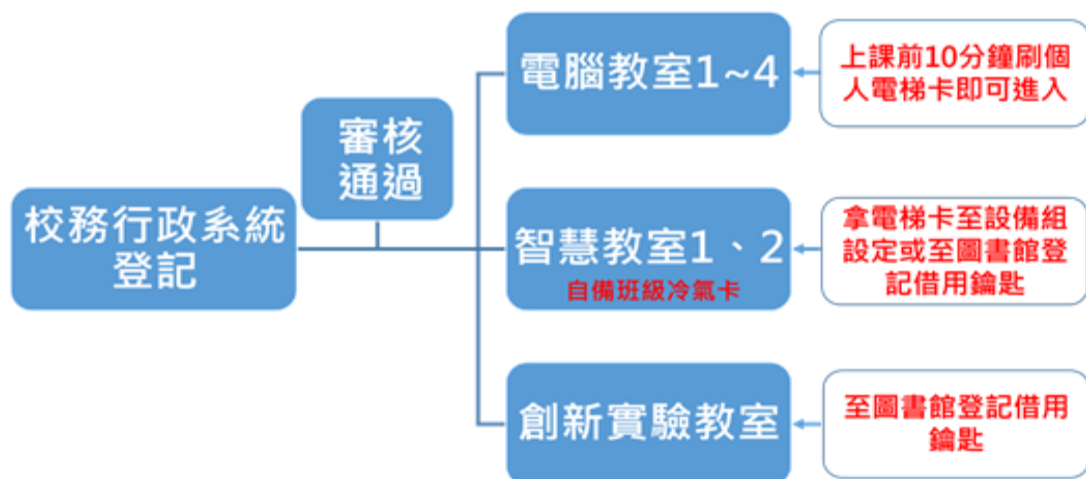 校務行政系統
登記
審核
通過
電腦教室1~4
上課前10分鐘刷個
人電梯卡即可進入
智慧教室1、2
自備班級冷氣卡
拿電梯卡至設備組
設定或至圖書館登
記借用鑰匙
創新實驗教室
至圖書館登記借用
鑰匙